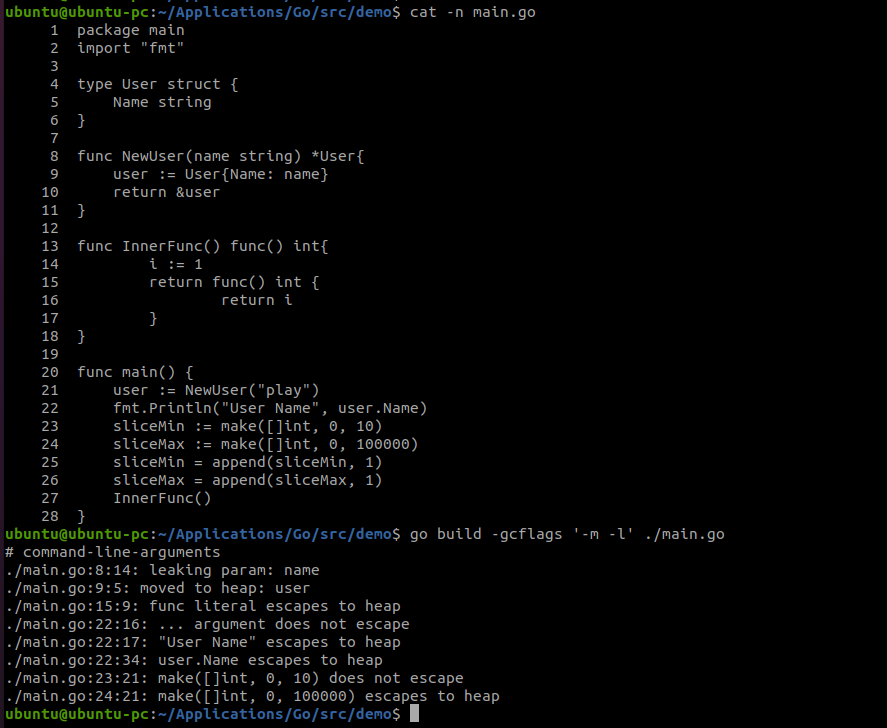 ubuntu@ubuntu-pc:~/Applications/Go/src/demo$ cat -n main.go
     1  package main
     2  import "fmt"
     3
     4  type User struct {
     5      Name string
     6  }
     7
     8  func NewUser(name string) *User{
     9      user := User{Name: name}
    10      return &user
    11  }
    12
    13  func InnerFunc() func() int{
    14          i := 1
    15          return func() int {
    16                  return i
    17          }
    18  }
    19
    20  func main() {
    21      user := NewUser("play")
    22      fmt.Println("User Name", user.Name)
    23      sliceMin := make([]int, 0, 10)
    24      sliceMax := make([]int, 0, 100000)
    25      sliceMin = append(sliceMin, 1)
    26      sliceMax = append(sliceMax, 1)
    27      InnerFunc()
    28  }
ubuntu@ubuntu-pc:~/Applications/Go/src/demo$ go build -gcflags '-m -l' ./main.go
# command-line-arguments
./main.go:8:14: leaking param: name
./main.go:9:5: moved to heap: user
./main.go:15:9: func literal escapes to heap
./main.go:22:16: ... argument does not escape
./main.go:22:17: "User Name" escapes to heap
./main.go:22:34: user.Name escapes to heap
./main.go:23:21: make([]int, 0, 10) does not escape
./main.go:24:21: make([]int, 0, 100000) escapes to heap
ubuntu@ubuntu-pc:~/Applications/Go/src/demo$